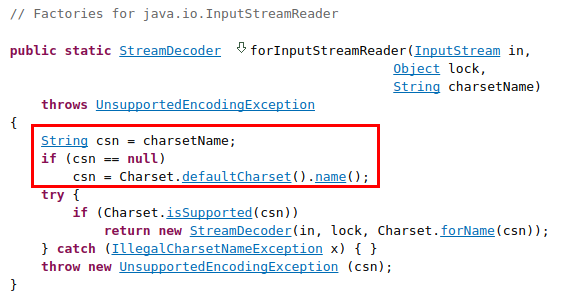 // Factories for java.io.InputStreamReader
public static StreamDecoder forInputStreamReader(InputStream in,
Object lock,
String charsetName)
throws UnsupportedEncodingException
{
String csn = charsetName;
if (csn == null)
csn = Charset.defaultCharset().name();
try {
if (Charset.isSupported(csn))
return new StreamDecoder(in, lock, Charset.forName(csn));
} catch (IllegalCharsetNameException x) { }
throw new UnsupportedEncodingException (csn);
}